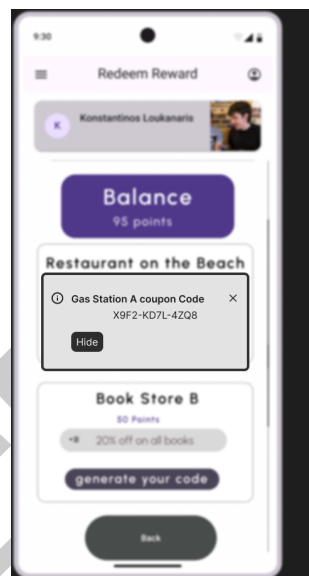 9:30
Redeem Reward
K
Konstantinos Loukanaris
Balance
95 points
Restaurant on the Beach
Gas Station A coupon Code
X9F2-KD7L-4ZQ8
Hide
Book Store B
50 Points
20% off on all books
generate your code
Back